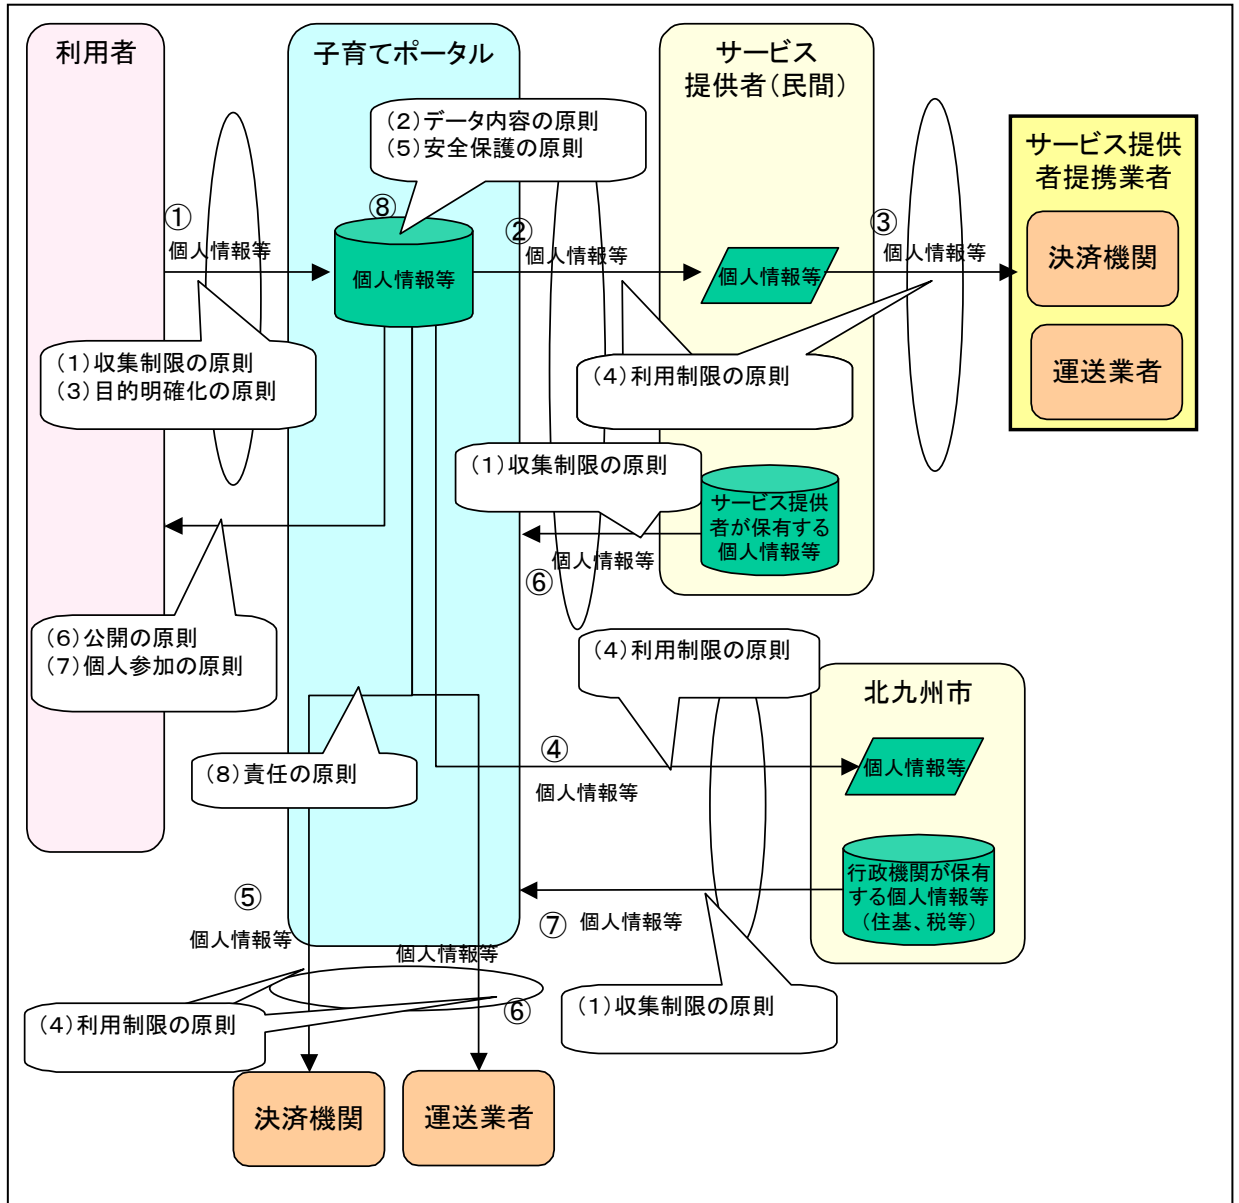 利用者
子育てポータル
サービス
提供者（民間）
サービス提供
者提携業者
決済機関
運送業者
（2）データ内容の原則
（5）安全保護の原則
①
個人情報等
⑧
個人情報等
②
個人情報等
個人情報等
③
個人情報等
（1）収集制限の原則
（3）目的明確化の原則
（4）利用制限の原則
（1）収集制限の原則
サービス提供
者が保有する
個人情報等
個人情報等
⑥
（6）公開の原則
（7）個人参加の原則
（4）利用制限の原則
北九州市
④
個人情報等
個人情報等
（8）責任の原則
行政機関が保有
する個人情報等
（住基、税等）
⑤
個人情報等
個人情報等
⑦
個人情報等
（4）利用制限の原則
⑥
（1）収集制限の原則
決済機関
運送業者